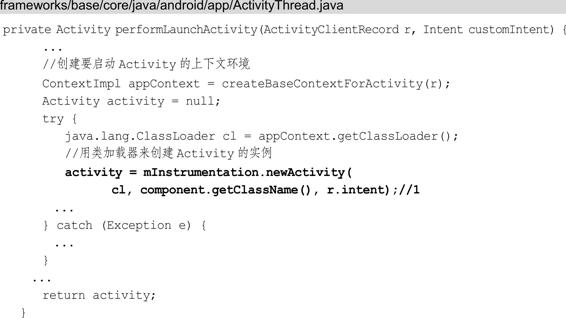 frameworks/base/core/java/android/app/ActivityThread.java
private Activity performLaunchActivity(ActivityClientRecord r, Intent customIntent) {
...
//创建要启动 Activity 的上下文环境
ContextImpl appContext = createBaseContextForActivity(r);
Activity activity = null;
try {
java.lang.ClassLoader cl = appContext.getClassLoader();
//用类加载器来创建 Activity 的实例
activity = mInstrumentation.newActivity(
cl, component.getClassName(), r.intent);//1
...
} catch (Exception e) {
...
}
...
return activity;
}